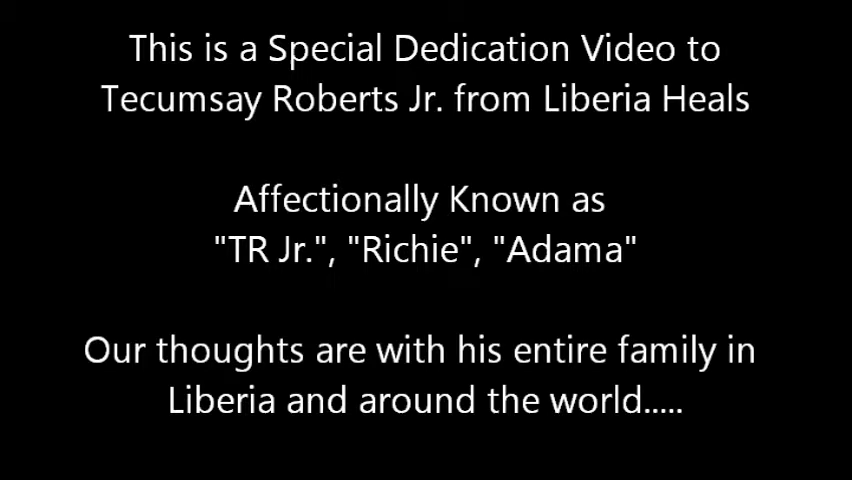 This is a Special Dedication Video to
Tecumsay Roberts Jr. from Liberia Heals
Affectionally Known as
"TR Jr.", "Richie", "Adama"
Our thoughts are with his entire family in
Liberia and around the world.....